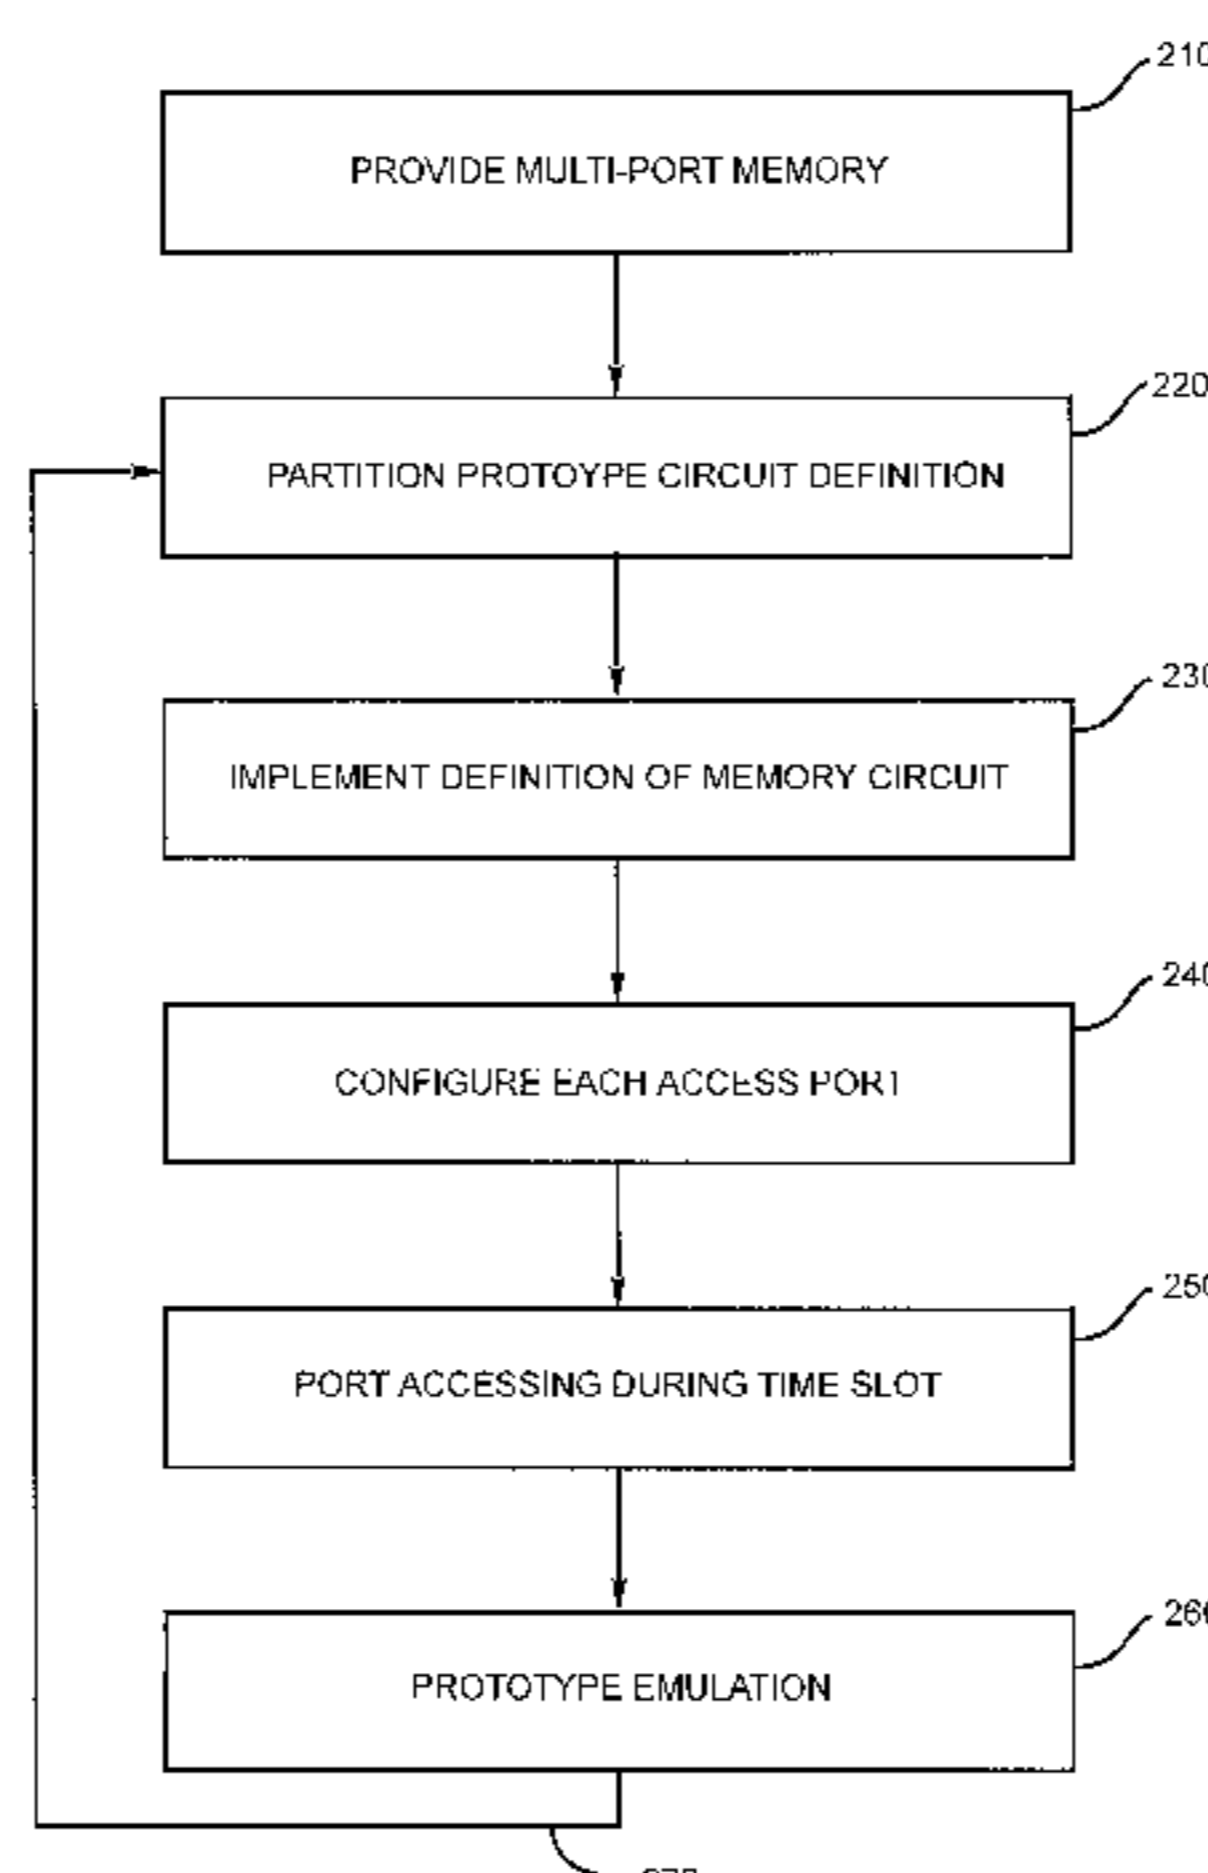 210
PROVIDE MULTI-PORT MEMORY
220
PARTITION PROTOYPE CIRCUIT DEFINITION
230
IMPLEMENT DEFINITION OF MEMORY CIRCUIT
240
CONFIGURE EACH ACCESS PORT
250
PORT ACCESSING DURING TIME SLOT
260
PROTOTYPE EMULATION